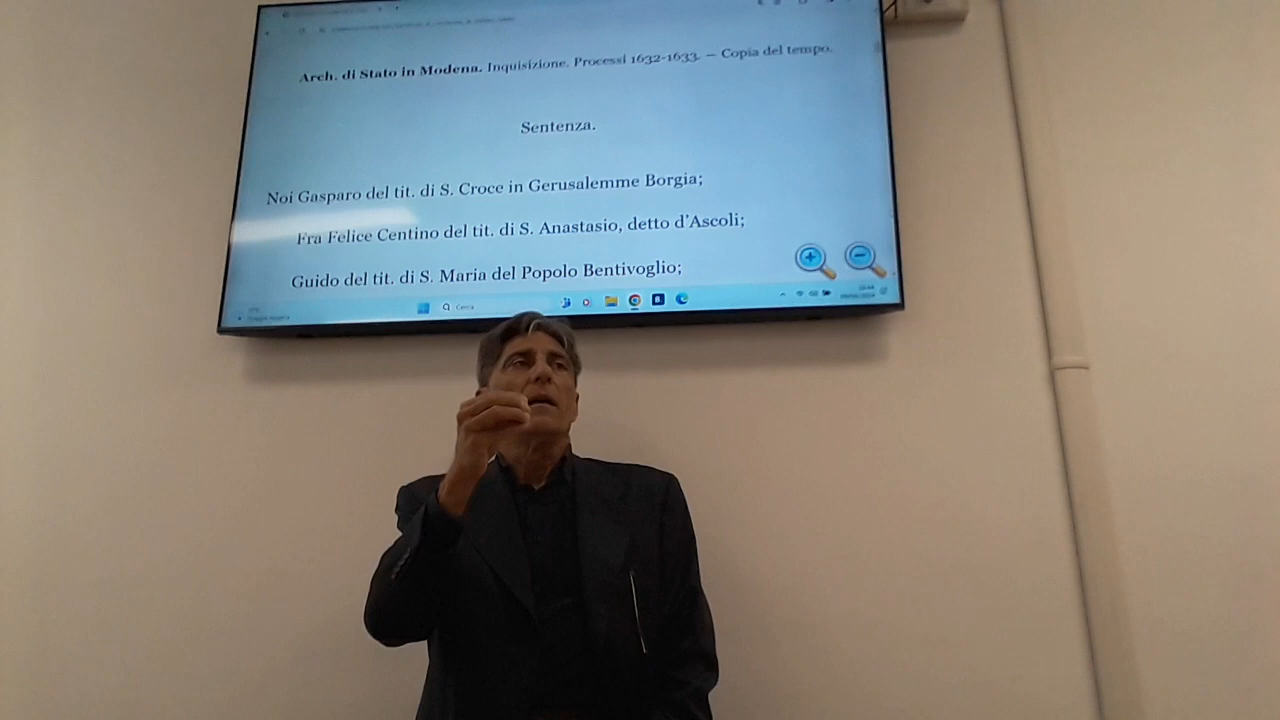 Arch. di Stato in Modena. Inquisizione. Processi 1632-1633. — Copia del tempo.
Sentenza.
Noi Gasparo del tit. di S. Croce in Gerusalemme Borgia;
Fra Felice Centino del tit. di S. Anastasio, detto d'Ascoli;
Guido del tit. di S. Maria del Popolo Bentivoglio;
Cerca